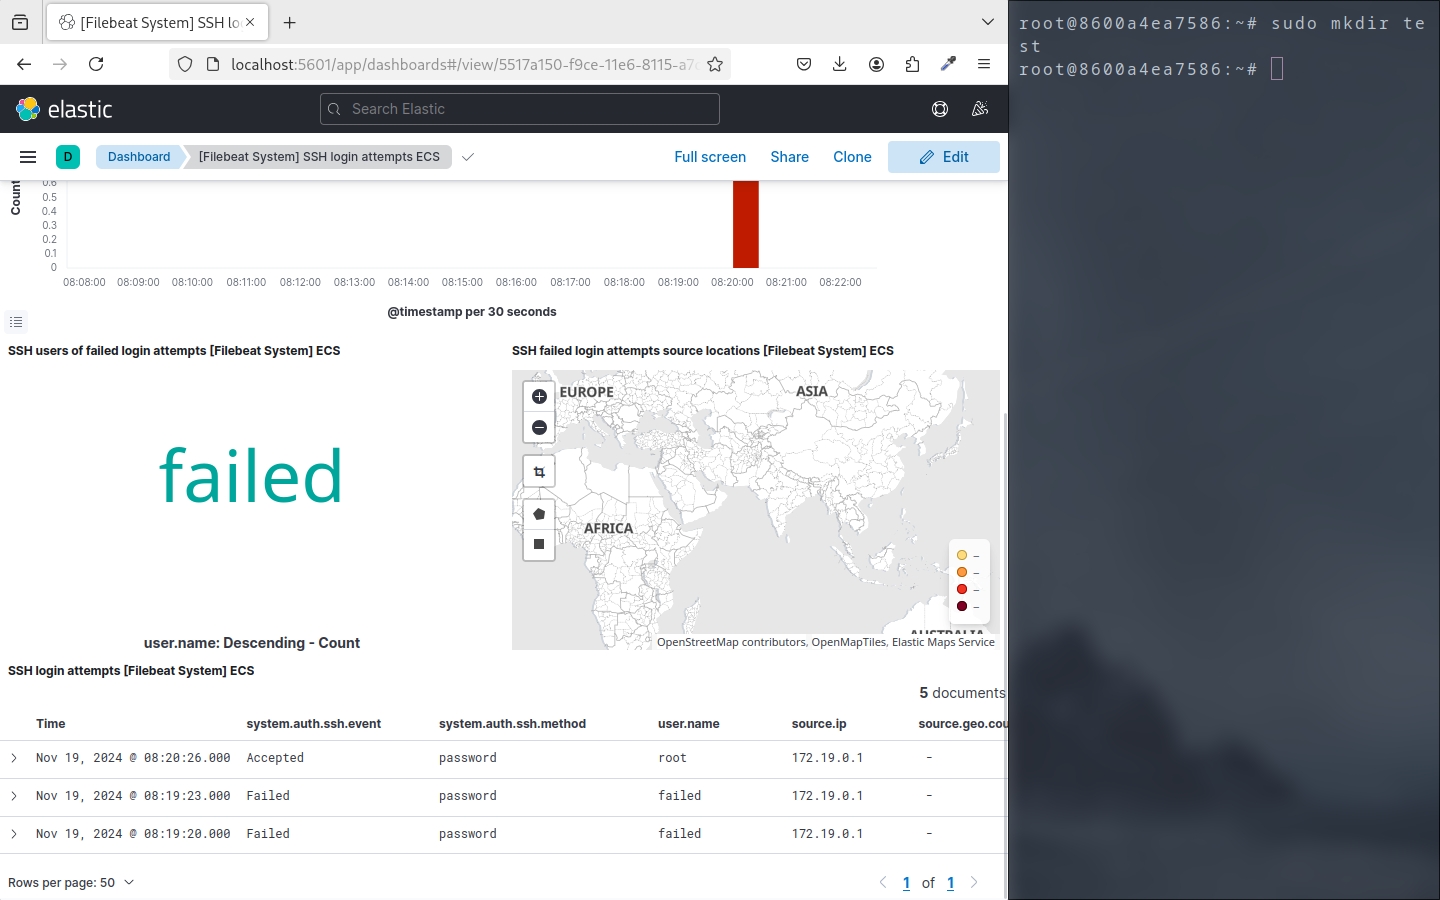 [Filebeat System] SSH lo
localhost:5601/app/dashboards#/view/5517a150-f9ce-11e6-8115-a7c
elastic
Search Elastic
D
Dashboard
[Filebeat System] SSH login attempts ECS
Full screen
Share
Clone
Edit
Count
0.6
0.5
0.4
0.3
0.2
0.1
0
08:08:00 08:09:00 08:10:00 08:11:00 08:12:00 08:13:00 08:14:00 08:15:00 08:16:00 08:17:00 08:18:00 08:19:00 08:20:00 08:21:00 08:22:00
@timestamp per 30 seconds
SSH users of failed login attempts [Filebeat System] ECS
failed
user.name: Descending - Count
SSH failed login attempts source locations [Filebeat System] ECS
EUROPE
ASIA
AFRICA
AUSTRALIA
–
–
–
–
OpenStreetMap contributors, OpenMapTiles, Elastic Maps Service
SSH login attempts [Filebeat System] ECS
5 documents
Time system.auth.ssh.event system.auth.ssh.method user.name source.ip source.geo.cou
Nov 19, 2024 @ 08:20:26.000 Accepted password root 172.19.0.1 -
Nov 19, 2024 @ 08:19:23.000 Failed password failed 172.19.0.1 -
Nov 19, 2024 @ 08:19:20.000 Failed password failed 172.19.0.1 -
Rows per page: 50
1 of 1
root@8600a4ea7586:~# sudo mkdir te
st
root@8600a4ea7586:~#